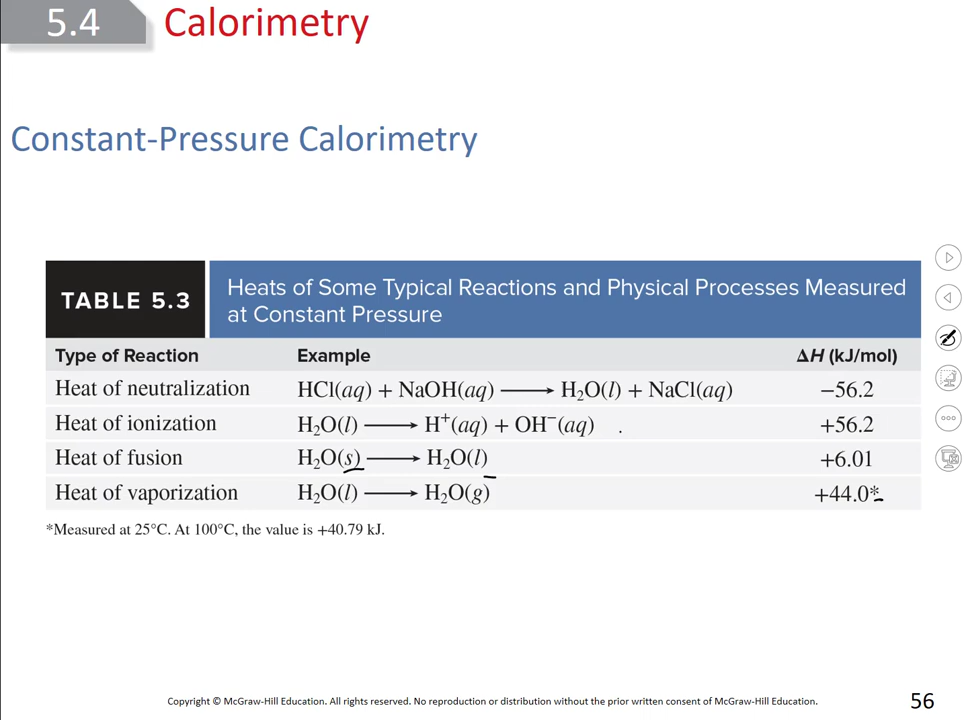 5.4 Calorimetry
Constant-Pressure Calorimetry
TABLE 5.3
Heats of Some Typical Reactions and Physical Processes Measured
at Constant Pressure
Type of Reaction Example ΔH (kJ/mol)
Heat of neutralization HCl(aq) + NaOH(aq) ⟶ H₂O(l) + NaCl(aq) −56.2
Heat of ionization H₂O(l) ⟶ H⁺(aq) + OH⁻(aq) +56.2
Heat of fusion H₂O(s) ⟶ H₂O(l) +6.01
Heat of vaporization H₂O(l) ⟶ H₂O(g) +44.0*
*Measured at 25°C. At 100°C, the value is +40.79 kJ.
Copyright © McGraw-Hill Education. All rights reserved. No reproduction or distribution without the prior written consent of McGraw-Hill Education.
56